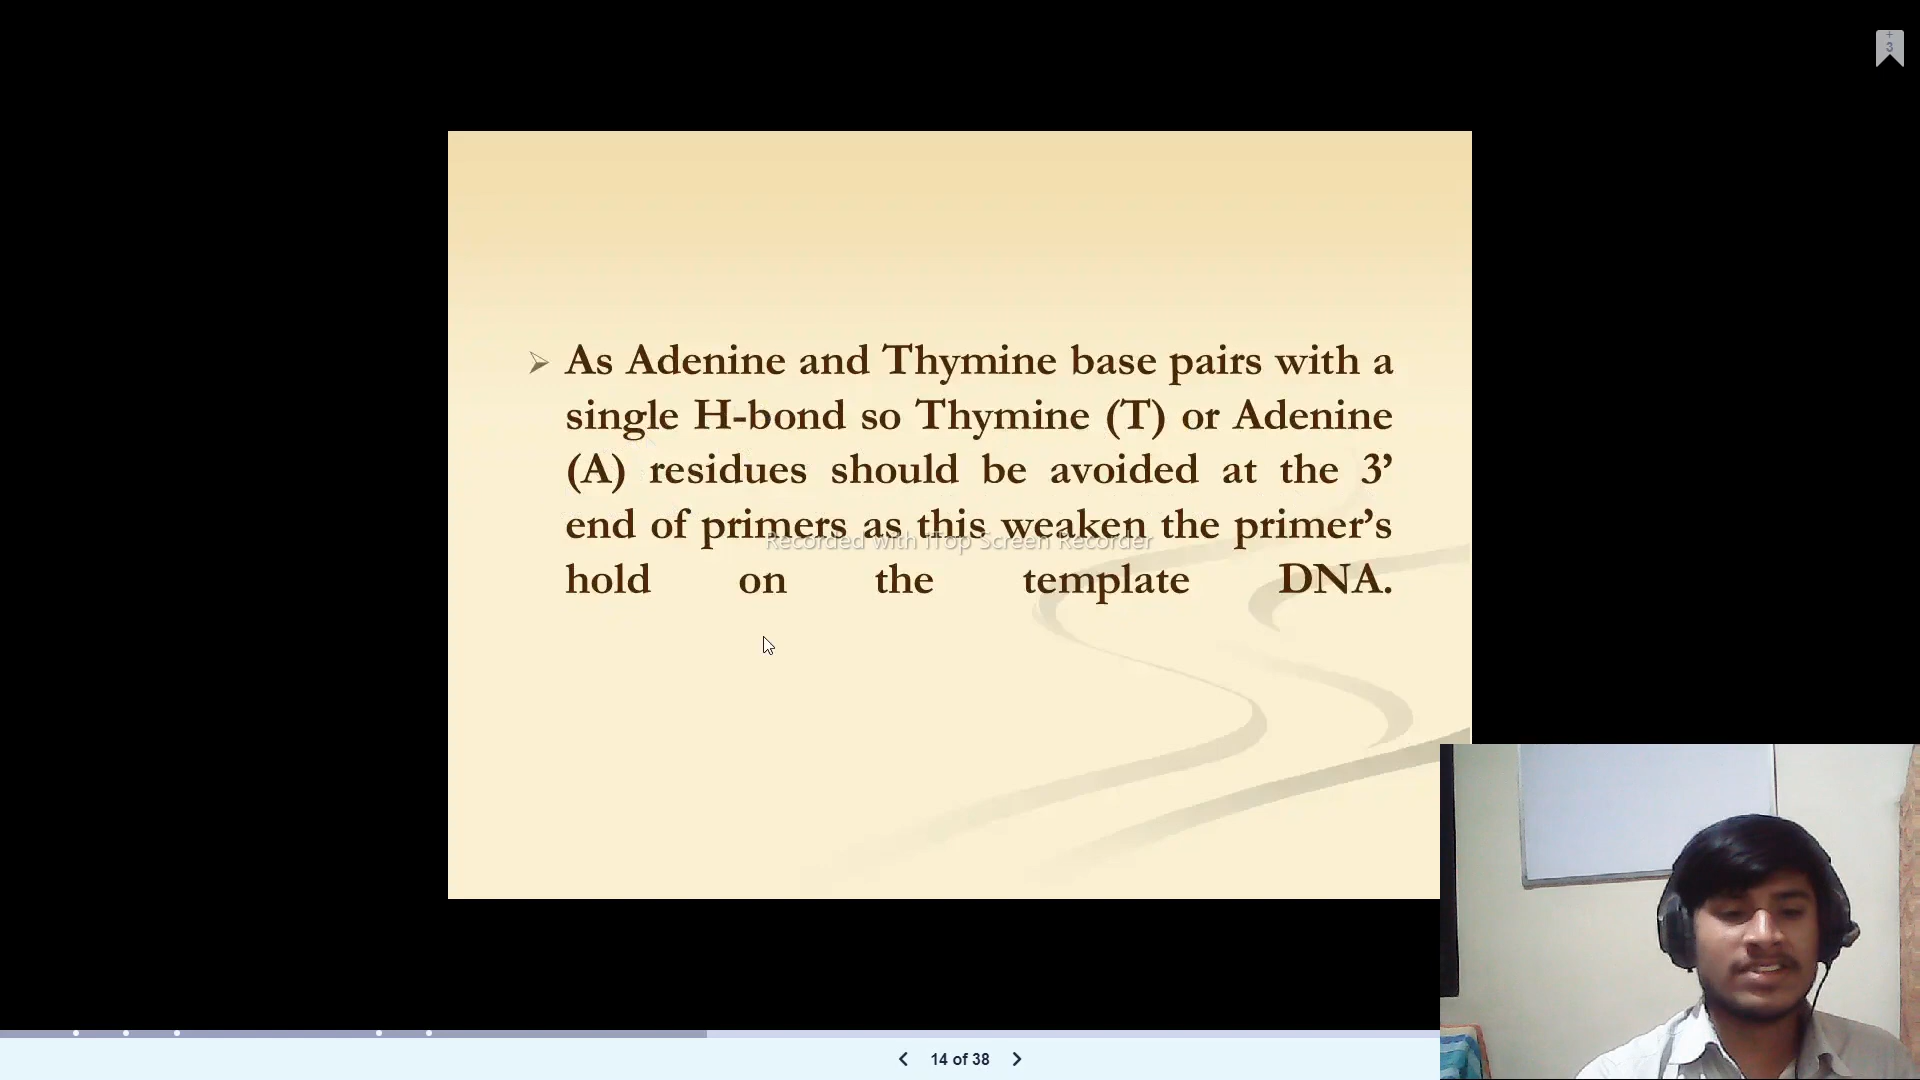 +
3
As Adenine and Thymine base pairs with a
single H-bond so Thymine (T) or Adenine
(A) residues should be avoided at the 3’
end of primers as this weaken the primer’s
Recorded with iTop Screen Recorder
hold on the template DNA.
14 of 38